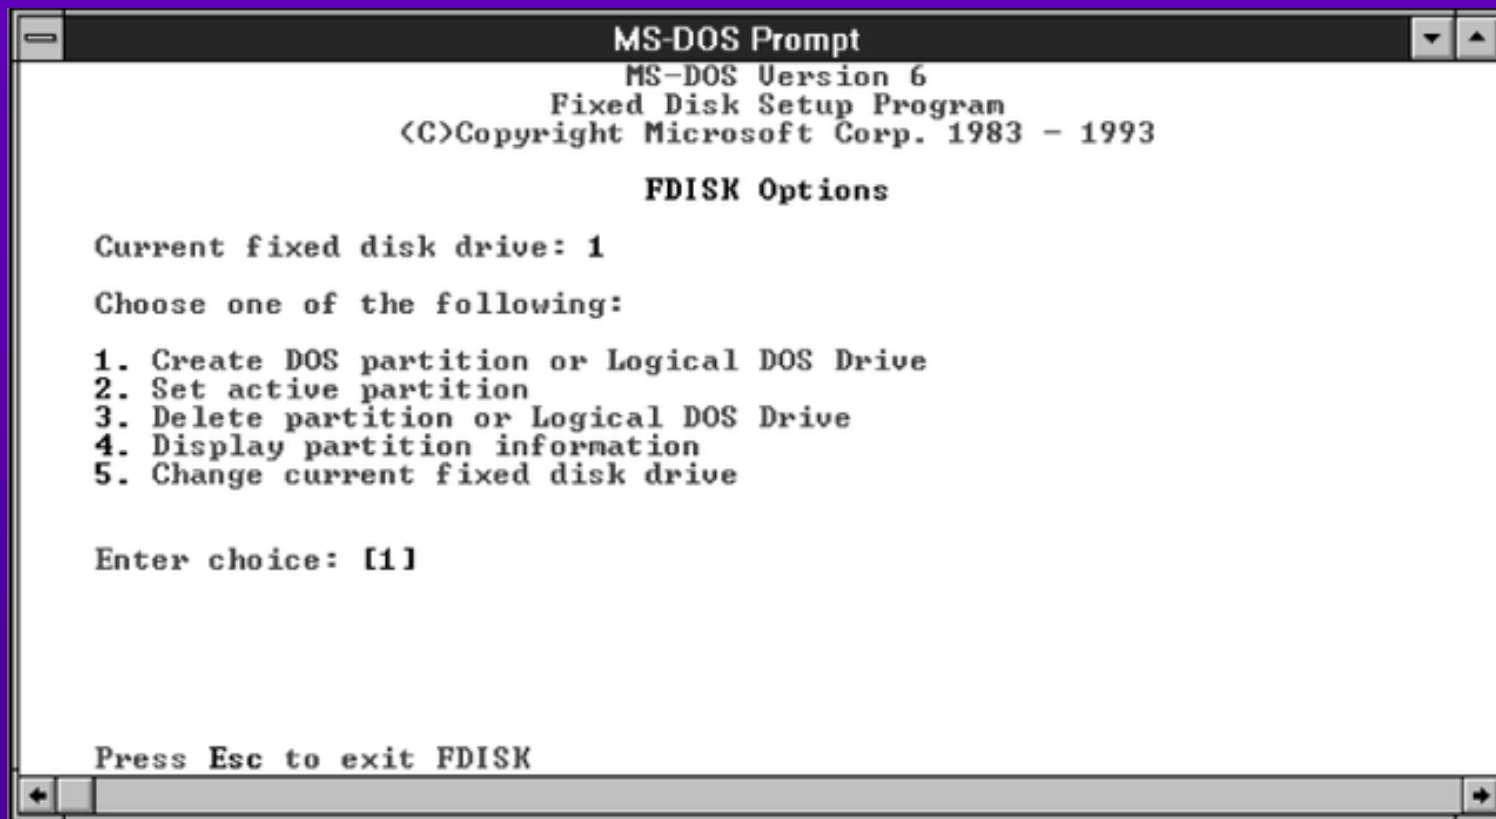 MS-DOS Prompt
MS-DOS Version 6
Fixed Disk Setup Program
(C)Copyright Microsoft Corp. 1983 - 1993
FDISK Options
Current fixed disk drive: 1
Choose one of the following:
1. Create DOS partition or Logical DOS Drive
2. Set active partition
3. Delete partition or Logical DOS Drive
4. Display partition information
5. Change current fixed disk drive
Enter choice: [1]
Press Esc to exit FDISK